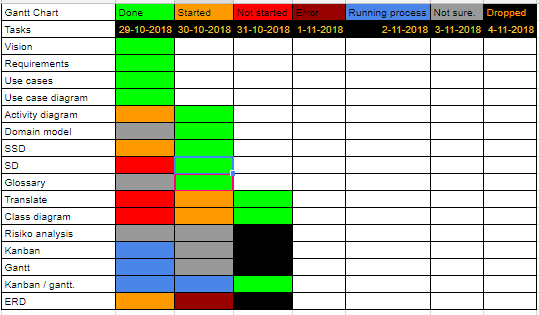 Gantt Chart Done Started Not started Error Running process Not sure. Dropped
Tasks 29-10-2018 30-10-2018 31-10-2018 1-11-2018 2-11-2018 3-11-2018 4-11-2018
Vision
Requirements
Use cases
Use case diagram
Activity diagram
Domain model
SSD
SD
Glossary
Translate
Class diagram
Risiko analysis
Kanban
Gantt
Kanban / gantt.
ERD